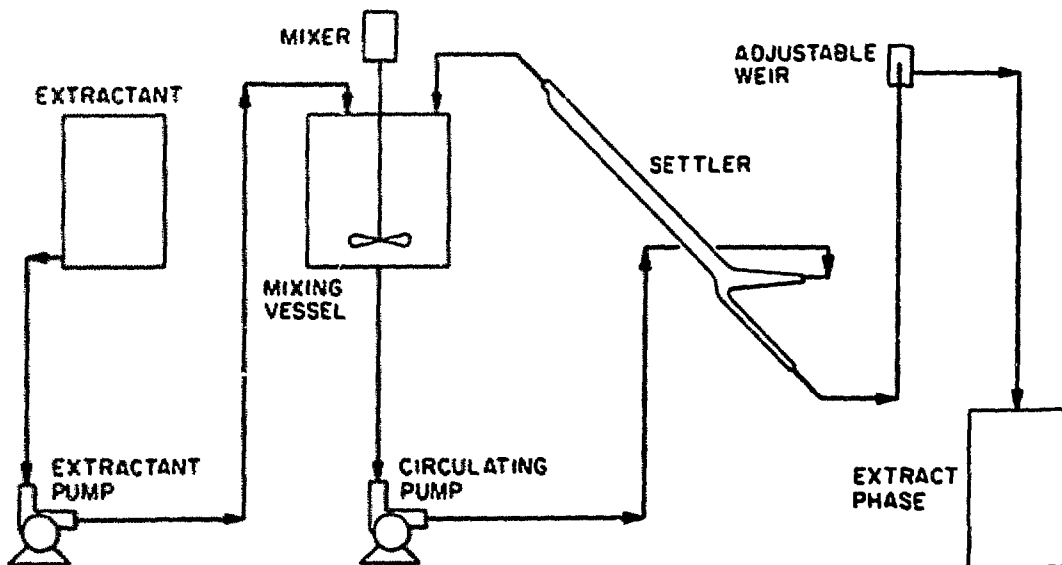 MIXER
ADJUSTABLE
WEIR
EXTRACTANT
SETTLER
MIXING
VESSEL
EXTRACTANT
PUMP
CIRCULATING
PUMP
EXTRACT
PHASE